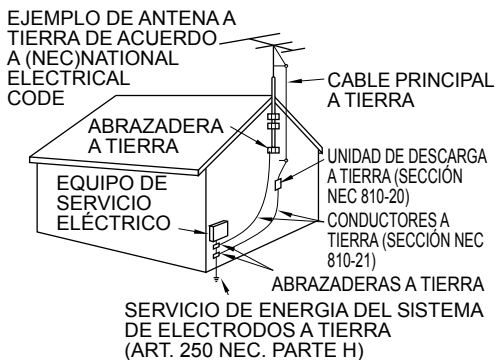 EJEMPLO DE ANTENA A
TIERRA DE ACUERDO
A (NEC)NATIONAL
ELECTRICAL
CODE
CABLE PRINCIPAL
A TIERRA
ABRAZADERA
A TIERRA
UNIDAD DE DESCARGA
A TIERRA (SECCIÓN
NEC 810-20)
EQUIPO DE
SERVICIO
ELÉCTRICO
CONDUCTORES A
TIERRA (SECCIÓN NEC
810-21)
ABRAZADERAS A TIERRA
SERVICIO DE ENERGIA DEL SISTEMA
DE ELECTRODOS A TIERRA
(ART. 250 NEC. PARTE H)